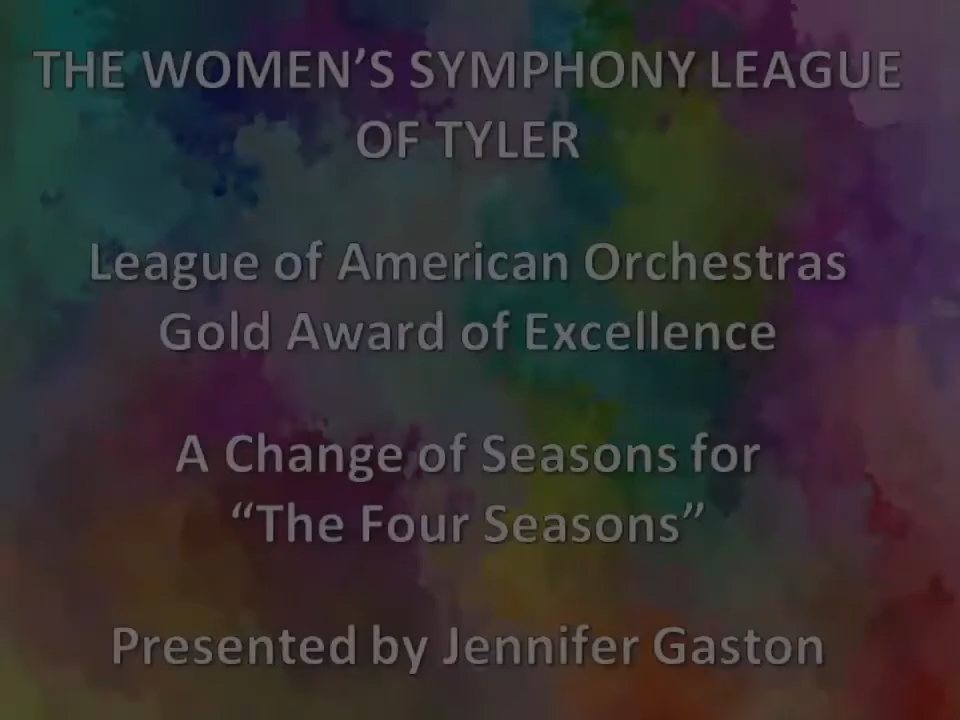 THE WOMEN’S SYMPHONY LEAGUE
OF TYLER
League of American Orchestras
Gold Award of Excellence
A Change of Seasons for
“The Four Seasons”
Presented by Jennifer Gaston